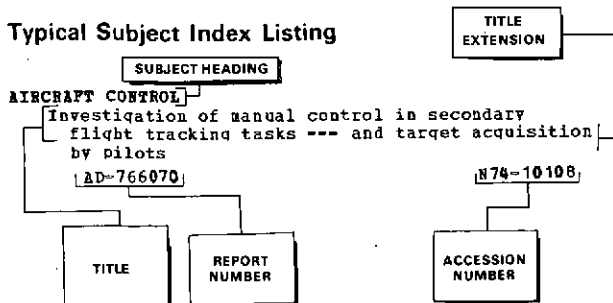 Typical Subject Index Listing
TITLE
EXTENSION
SUBJECT HEADING
AIRCRAFT CONTROL
Investigation of manual control in secondary
flight tracking tasks --- and target acquisition
by pilots
AD-766070
N74-10108
TITLE
REPORT
NUMBER
ACCESSION
NUMBER